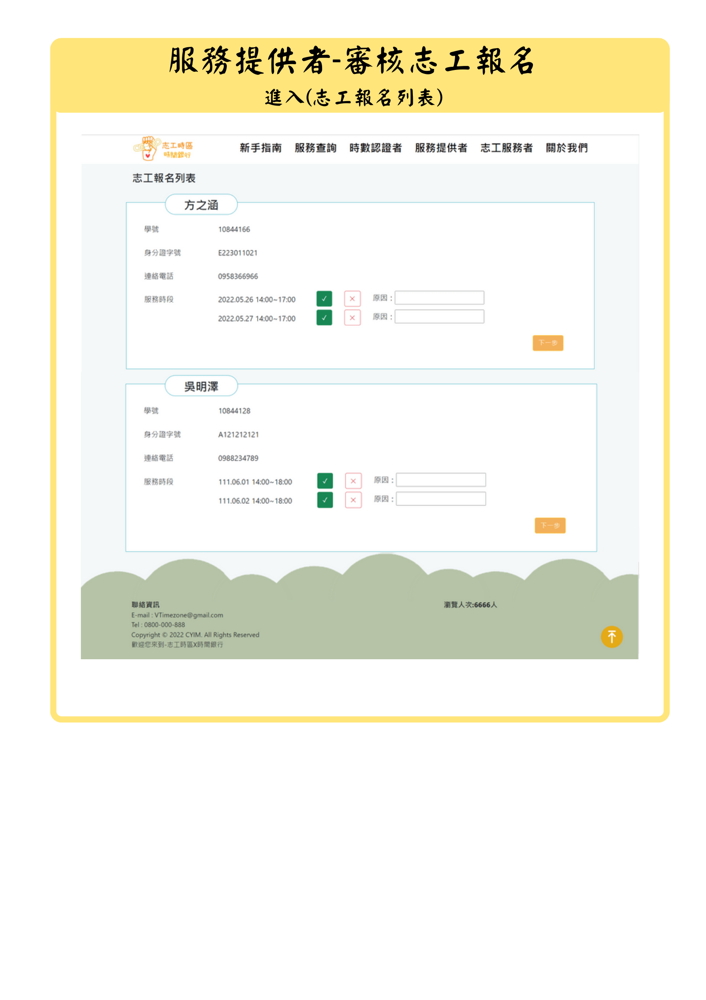 服務提供者-審核志工報名
進入(志工報名列表)
志工時區
時間銀行
新手指南 服務查詢 時數認證者 服務提供者 志工服務者 關於我們
志工報名列表
方之涵
學號 10844166
身分證字號 E223011021
連絡電話 0958366966
服務時段 2022.05.26 14:00~17:00 ✓ × 原因：
2022.05.27 14:00~17:00 ✓ × 原因：
下一步
吳明澤
學號 10844128
身分證字號 A121212121
連絡電話 0988234789
服務時段 111.06.01 14:00~18:00 ✓ × 原因：
111.06.02 14:00~18:00 ✓ × 原因：
下一步
聯絡資訊 瀏覽人次:6666人
E-mail : VTimezone@gmail.com
Tel : 0800-000-888
Copyright © 2022 CYIM. All Rights Reserved
歡迎您來到-志工時區X時間銀行